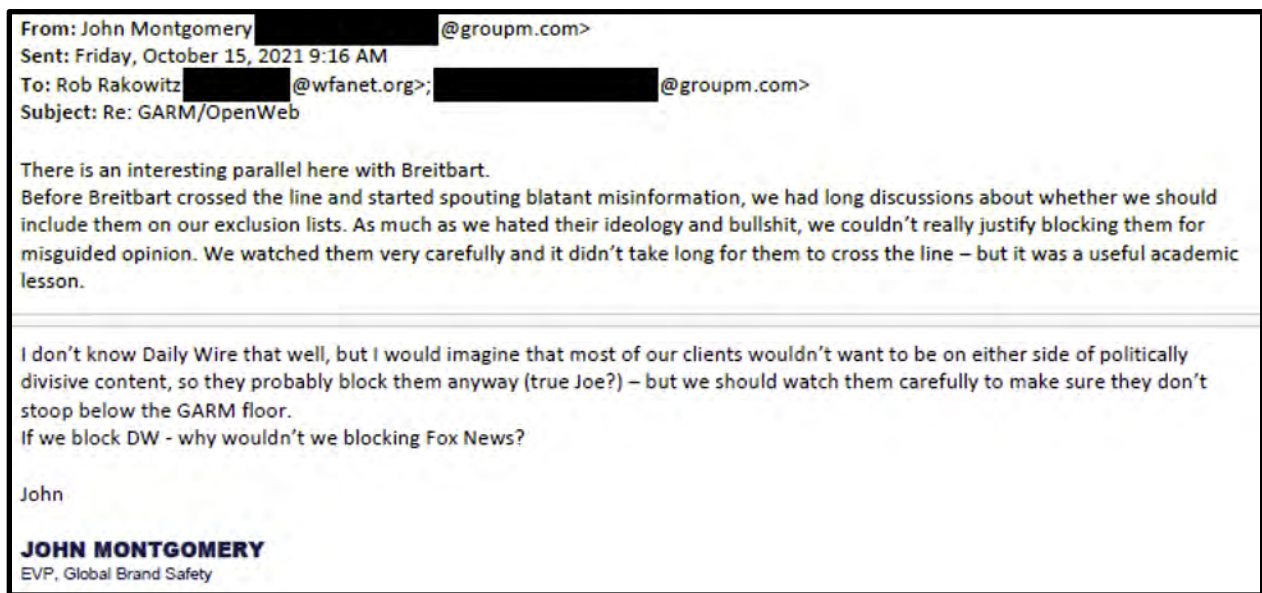 From: John Montgomery @groupm.com>
Sent: Friday, October 15, 2021 9:16 AM
To: Rob Rakowitz @wfanet.org>; @groupm.com>
Subject: Re: GARM/OpenWeb
There is an interesting parallel here with Breitbart.
Before Breitbart crossed the line and started spouting blatant misinformation, we had long discussions about whether we should
include them on our exclusion lists. As much as we hated their ideology and bullshit, we couldn’t really justify blocking them for
misguided opinion. We watched them very carefully and it didn’t take long for them to cross the line – but it was a useful academic
lesson.
I don’t know Daily Wire that well, but I would imagine that most of our clients wouldn’t want to be on either side of politically
divisive content, so they probably block them anyway (true Joe?) – but we should watch them carefully to make sure they don’t
stoop below the GARM floor.
If we block DW - why wouldn’t we blocking Fox News?
John
JOHN MONTGOMERY
EVP, Global Brand Safety